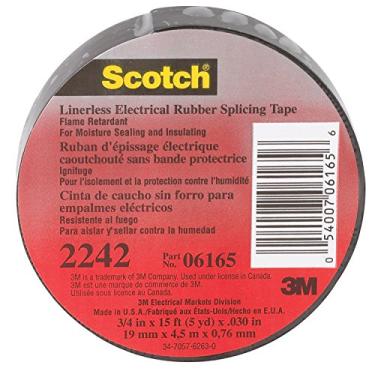 Scotch
Linerless Electrical Rubber Splicing Tape
Flame Retardant
For Moisture Sealing and Insulating
Ruban d'épissage électrique
caoutchouté sans bande protectrice
Ignifuge
Pour l'isolement et la protection contre l'humidité
Cinta de caucho sin forro para
empalmes eléctricos
Resistente al fuego
Para aislar y sellar contra la humedad
2242 Part No. 06165
3M is a trademark of 3M Company. Used under license in Canada.
3M est une marque de commerce de 3M.
Utilisée sous licence au Canada.
3M Electrical Markets Division
Made in U.S.A./Fabriqué aux États-Unis/Hecho en E.U.A.
3/4 in x 15 ft (5 yd) x .030 in
19 mm x 4,5 m x 0,76 mm
34-7057-6263-0
0 54007 06165 6
3M